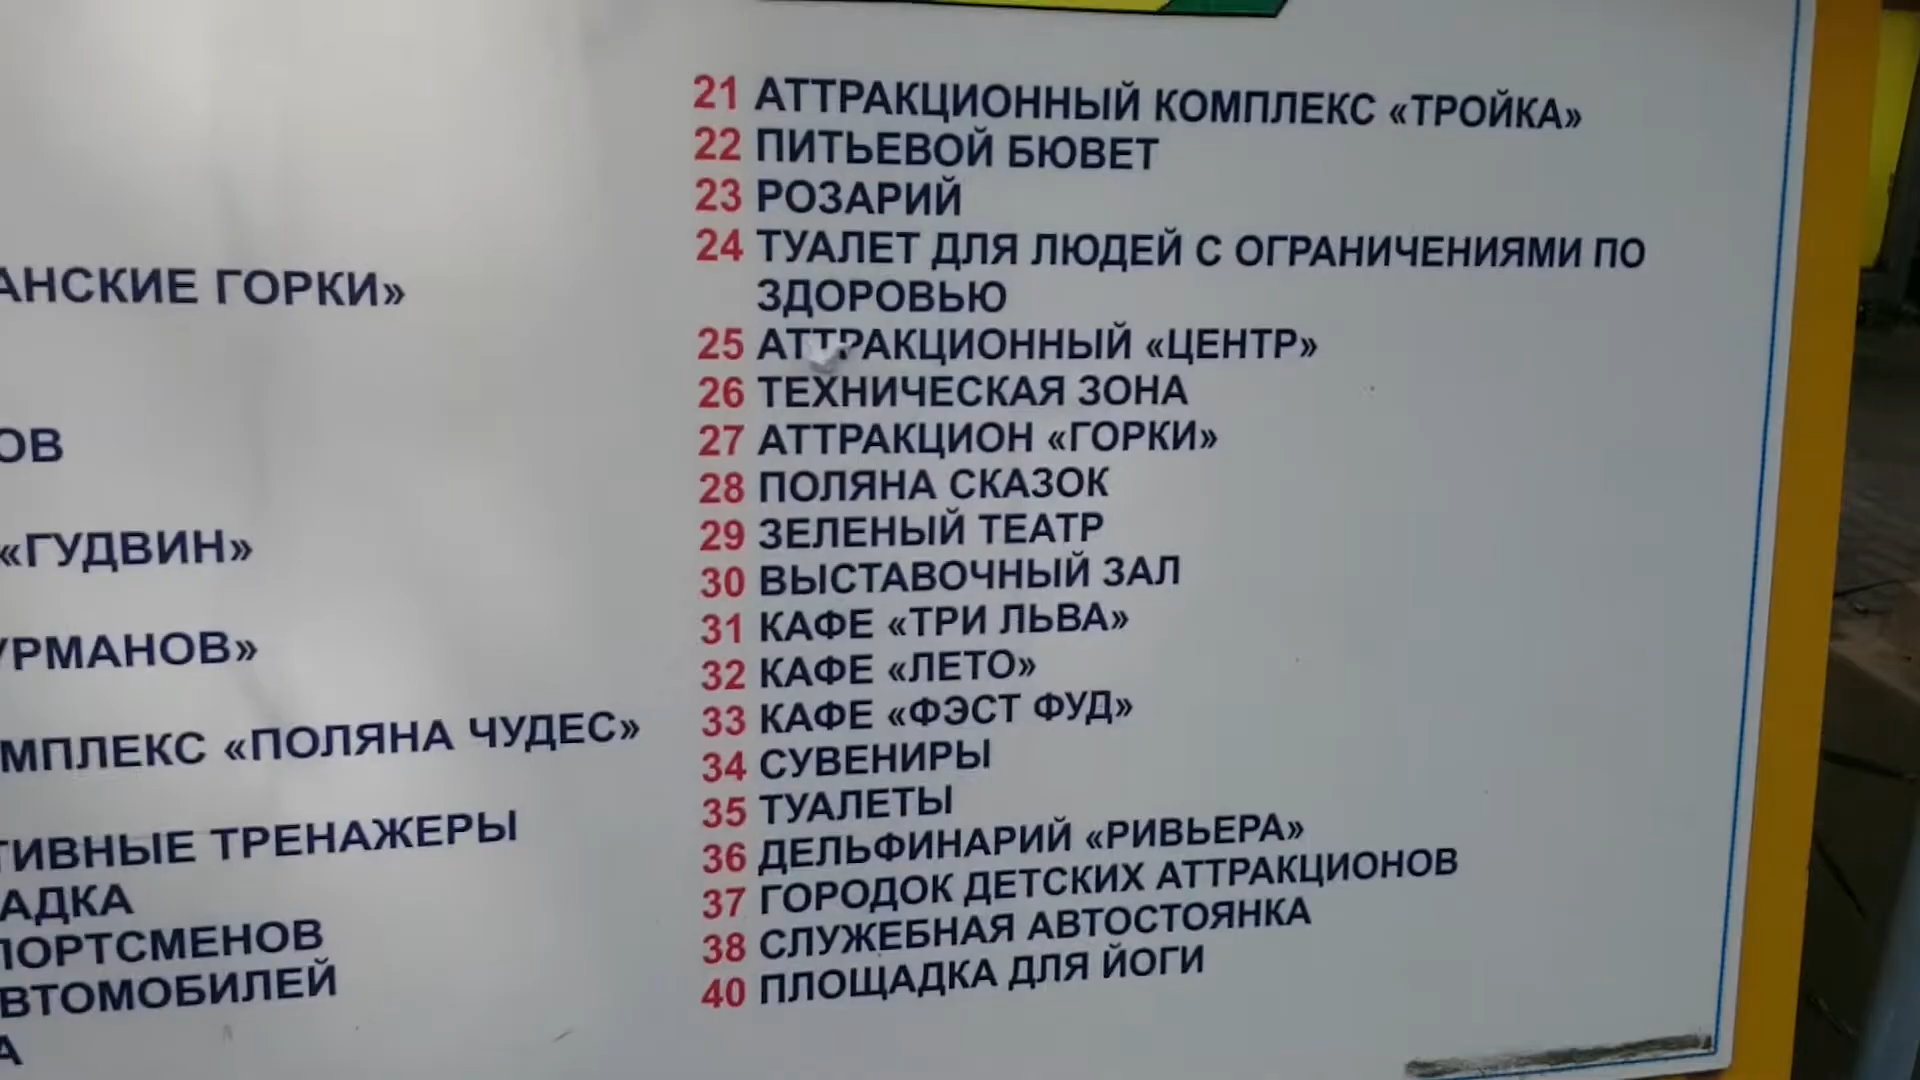 АНСКИЕ ГОРКИ»
ОВ
«ГУДВИН»
УРМАНОВ»
МПЛЕКС «ПОЛЯНА ЧУДЕС»
ТИВНЫЕ ТРЕНАЖЕРЫ
АДКА
ПОРТСМЕНОВ
ВТОМОБИЛЕЙ
А
21 АТТРАКЦИОННЫЙ КОМПЛЕКС «ТРОЙКА»
22 ПИТЬЕВОЙ БЮВЕТ
23 РОЗАРИЙ
24 ТУАЛЕТ ДЛЯ ЛЮДЕЙ С ОГРАНИЧЕНИЯМИ ПО
ЗДОРОВЬЮ
25 АТТРАКЦИОННЫЙ «ЦЕНТР»
26 ТЕХНИЧЕСКАЯ ЗОНА
27 АТТРАКЦИОН «ГОРКИ»
28 ПОЛЯНА СКАЗОК
29 ЗЕЛЕНЫЙ ТЕАТР
30 ВЫСТАВОЧНЫЙ ЗАЛ
31 КАФЕ «ТРИ ЛЬВА»
32 КАФЕ «ЛЕТО»
33 КАФЕ «ФЭСТ ФУД»
34 СУВЕНИРЫ
35 ТУАЛЕТЫ
36 ДЕЛЬФИНАРИЙ «РИВЬЕРА»
37 ГОРОДОК ДЕТСКИХ АТТРАКЦИОНОВ
38 СЛУЖЕБНАЯ АВТОСТОЯНКА
40 ПЛОЩАДКА ДЛЯ ЙОГИ